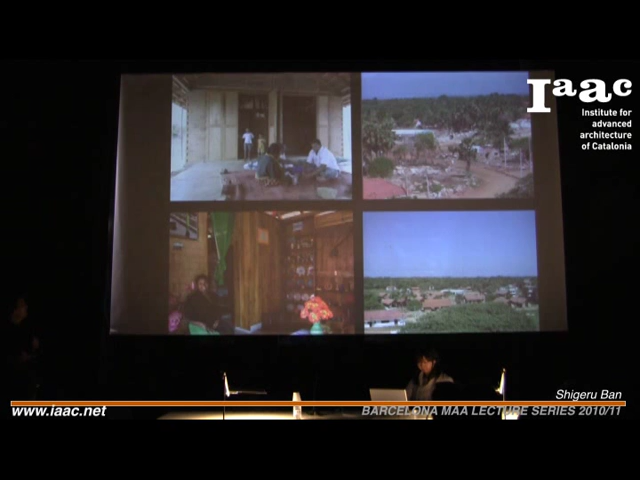 Iaac
Institute for
advanced
architecture
of Catalonia
Shigeru Ban
www.iaac.net
BARCELONA MAA LECTURE SERIES 2010/11